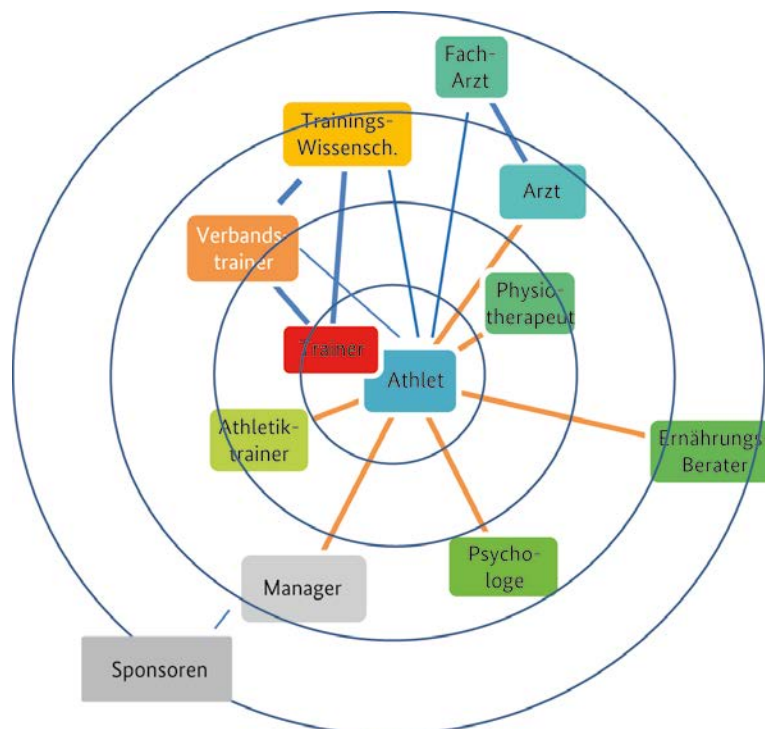 Fach-
Arzt
Trainings-
Wissensch.
Arzt
Verbands-
trainer
Physio-
therapeut
Trainer
Athlet
Athletik-
trainer
Ernährungs
Berater
Psycho-
loge
Manager
Sponsoren